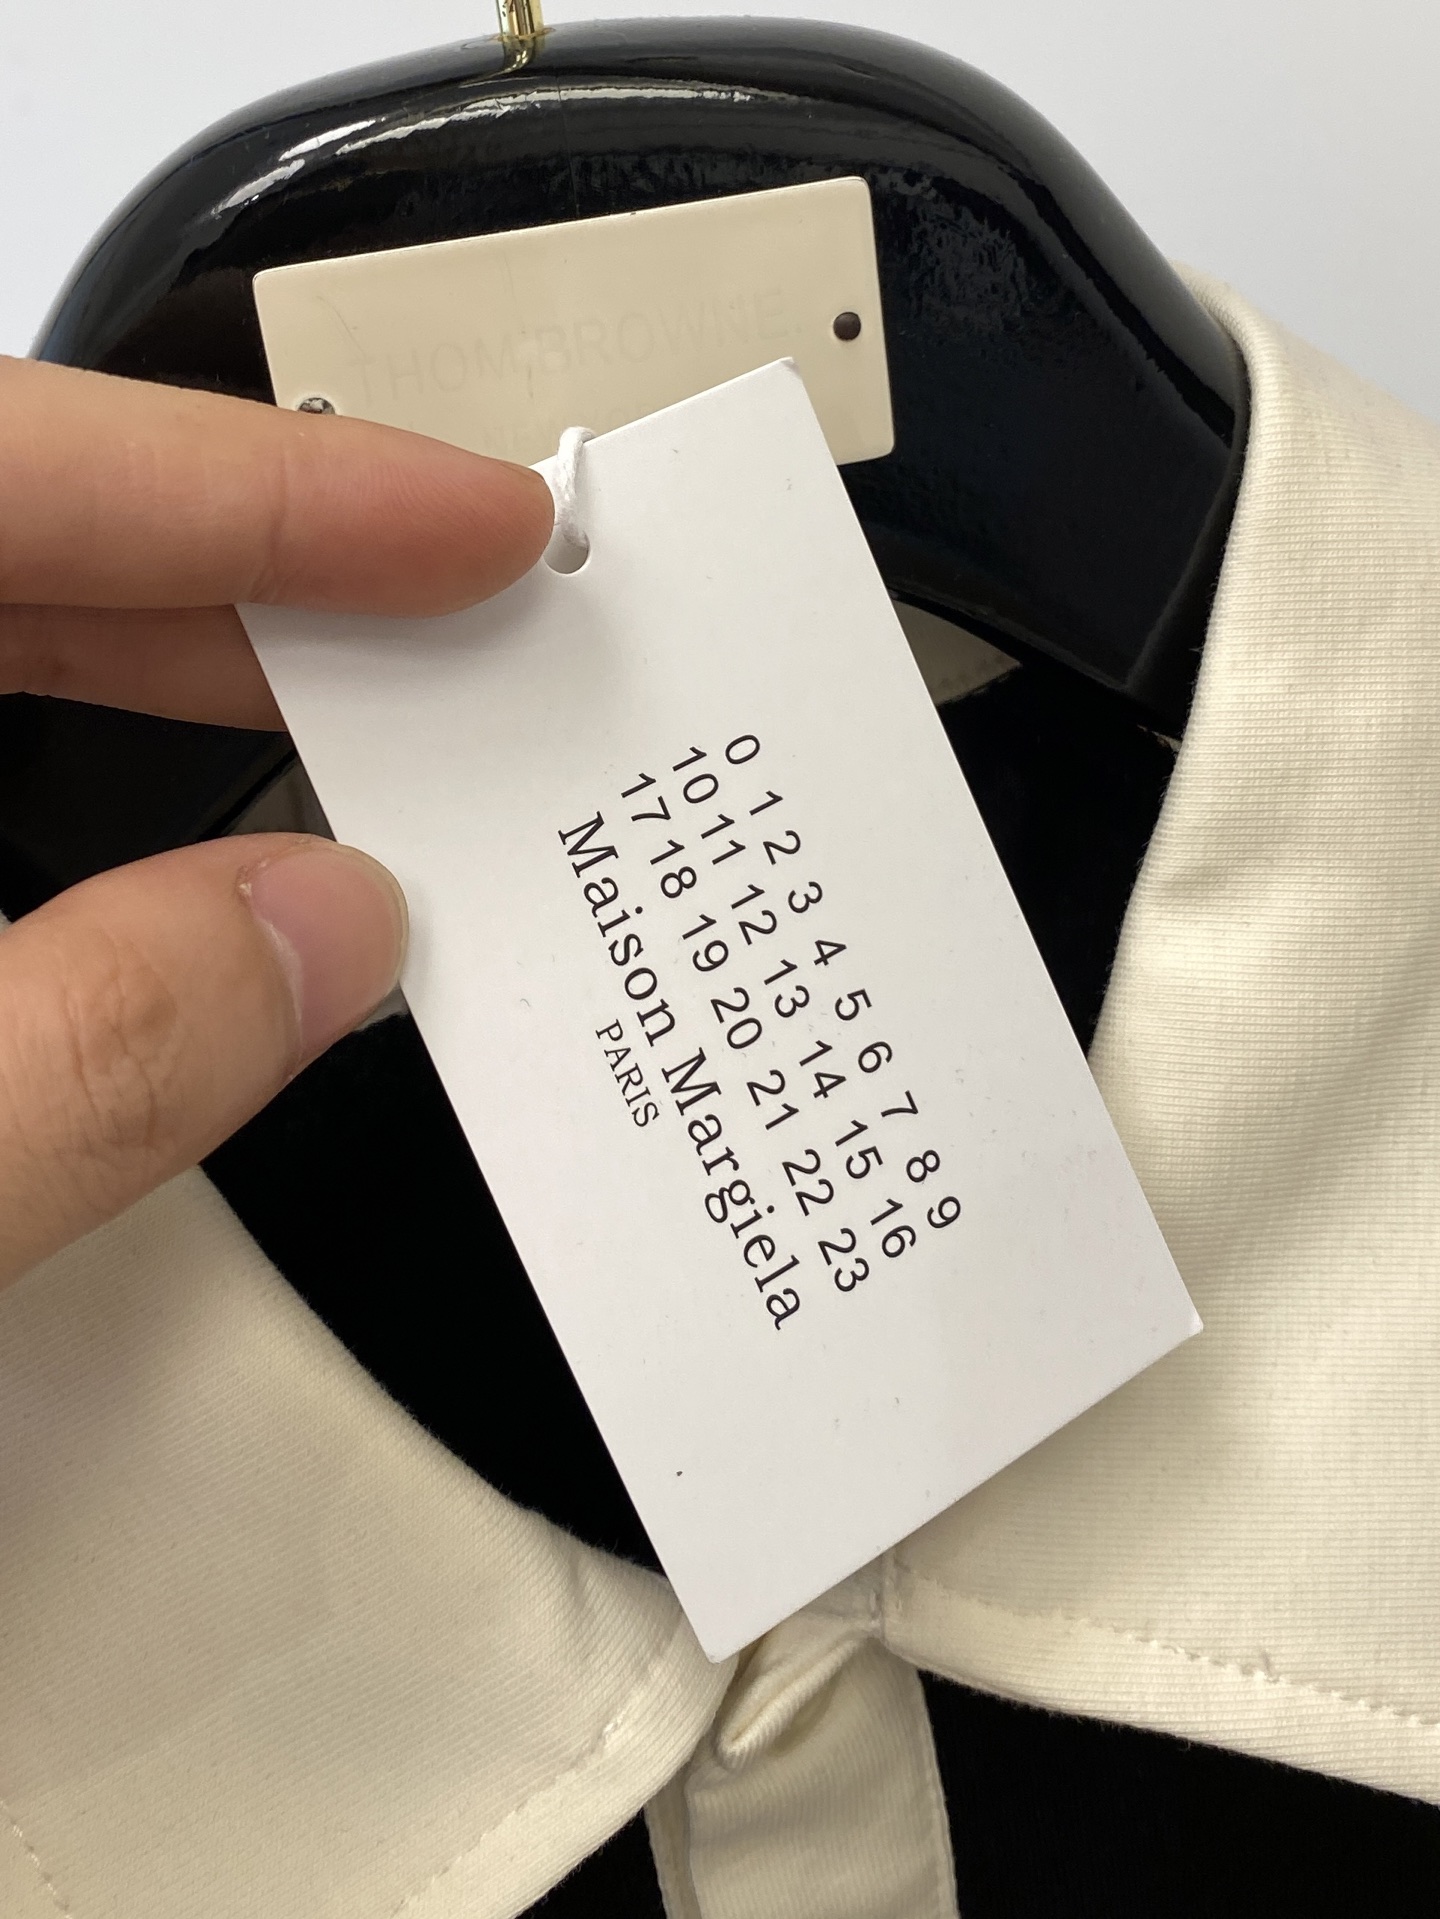 THOM BROWNE.
0 1 2 3 4 5 6 7 8 9
10 11 12 13 14 15 16
17 18 19 20 21 22 23
Maison Margiela
PARIS